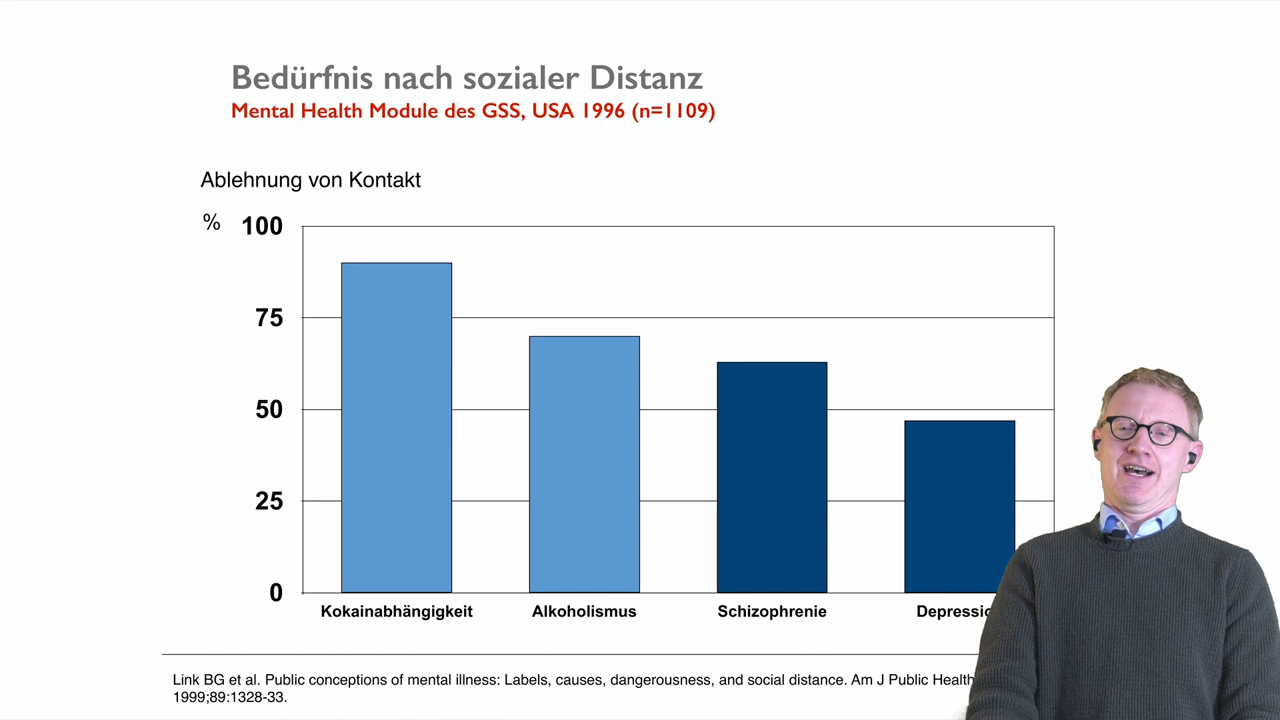 Bedürfnis nach sozialer Distanz
Mental Health Module des GSS, USA 1996 (n=1109)
Ablehnung von Kontakt
% 100
75
50
25
0
Kokainabhängigkeit Alkoholismus Schizophrenie
Link BG et al. Public conceptions of mental illness: Labels, causes, dangerousness, and social distance. Am J Public Health
1999;89:1328-33.